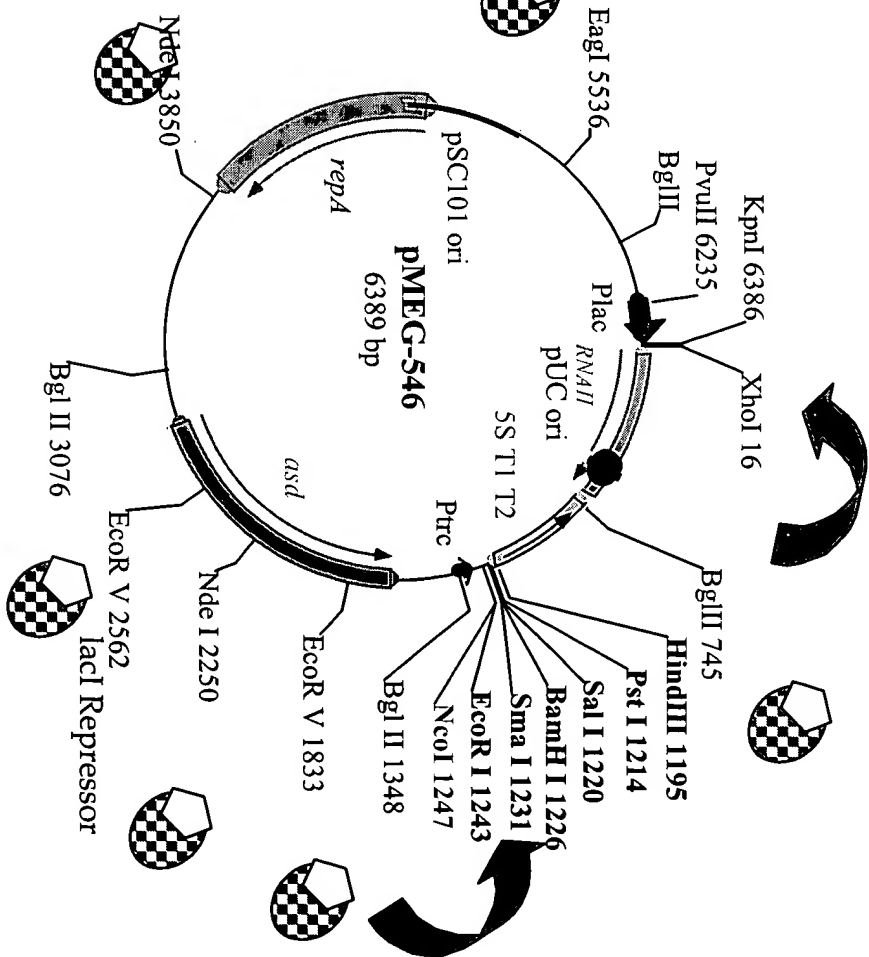 EagI 5536
BglII
PvuII 6235
KpnI 6386
XhoI 16
Plac
RNAII
pUC ori
5S T1 T2
BglII 745
HindIII 1195
Pst I 1214
Sal I 1220
BamH I 1226
Sma I 1231
EcoR I 1243
NcoI 1247
Ptrc
Bgl II 1348
EcoR V 1833
asd
Nde I 2250
EcoR V 2562
Bgl II 3076
Nde I 3850
repA
pSC101 ori
pMEG-546
6389 bp
lacI Repressor